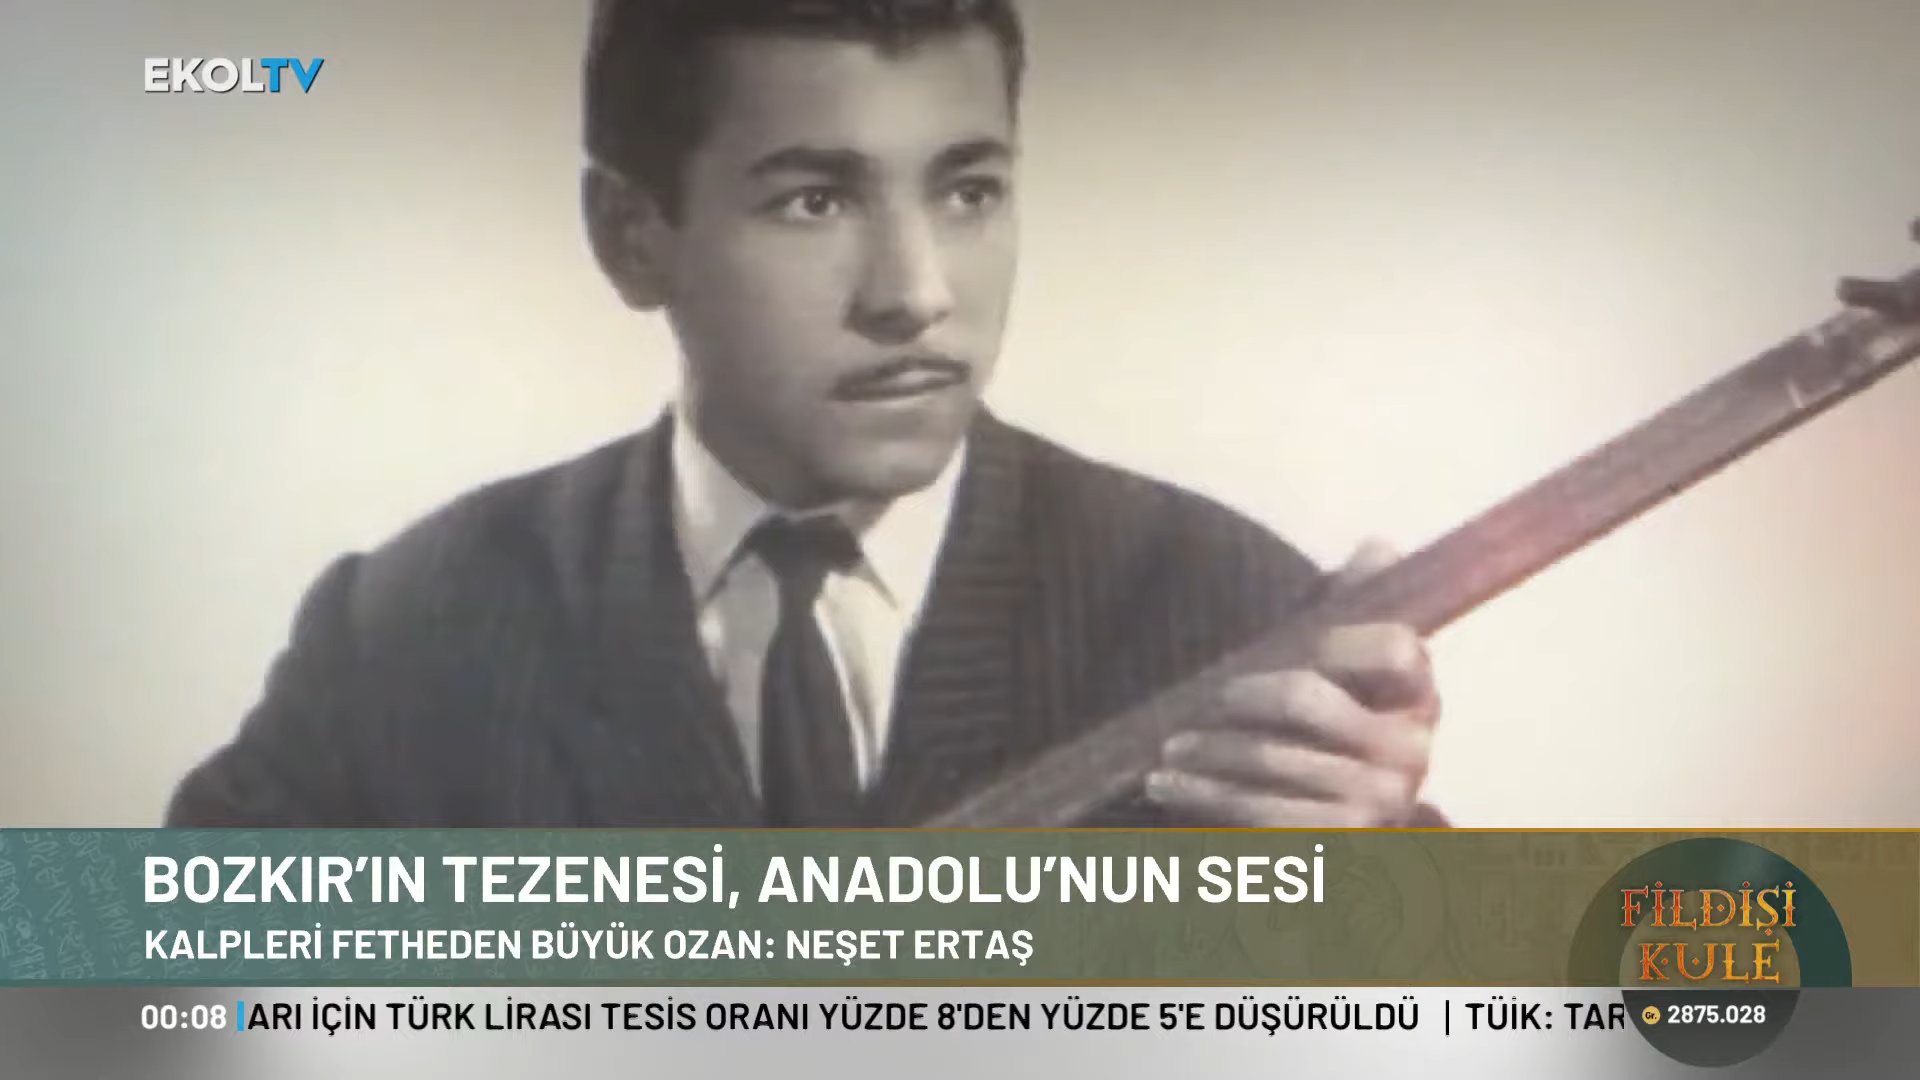 EKOLTV
BOZKIR'IN TEZENESİ, ANADOLU'NUN SESİ
KALPLERİ FETHEDEN BÜYÜK OZAN: NEŞET ERTAŞ
FİLDİŞİ
KULE
00:08
ARI İÇİN TÜRK LİRASI TESİS ORANI YÜZDE 8'DEN YÜZDE 5'E DÜŞÜRÜLDÜ | TÜİK: TAR
Gr. 2875.028